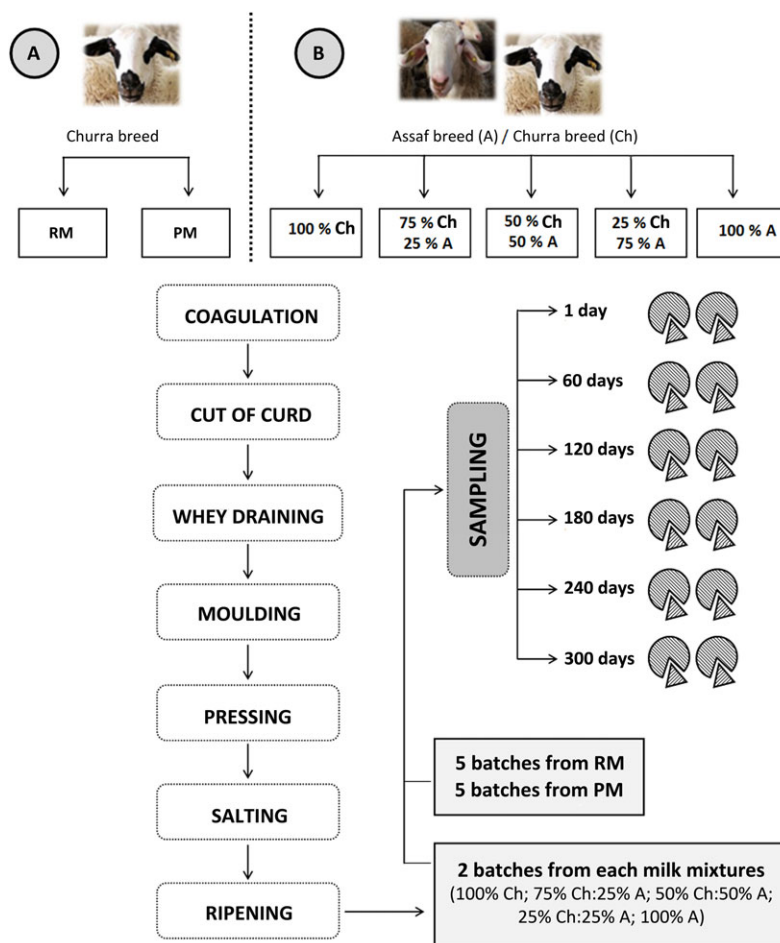 A
B
Churra breed
Assaf breed (A) / Churra breed (Ch)
RM
PM
100 % Ch
75 % Ch
25 % A
50 % Ch
50 % A
25 % Ch
75 % A
100 % A
COAGULATION
CUT OF CURD
WHEY DRAINING
MOULDING
PRESSING
SALTING
RIPENING
SAMPLING
1 day
60 days
120 days
180 days
240 days
300 days
5 batches from RM
5 batches from PM
2 batches from each milk mixtures
(100% Ch; 75% Ch:25% A; 50% Ch:50% A;
25% Ch:25% A; 100% A)